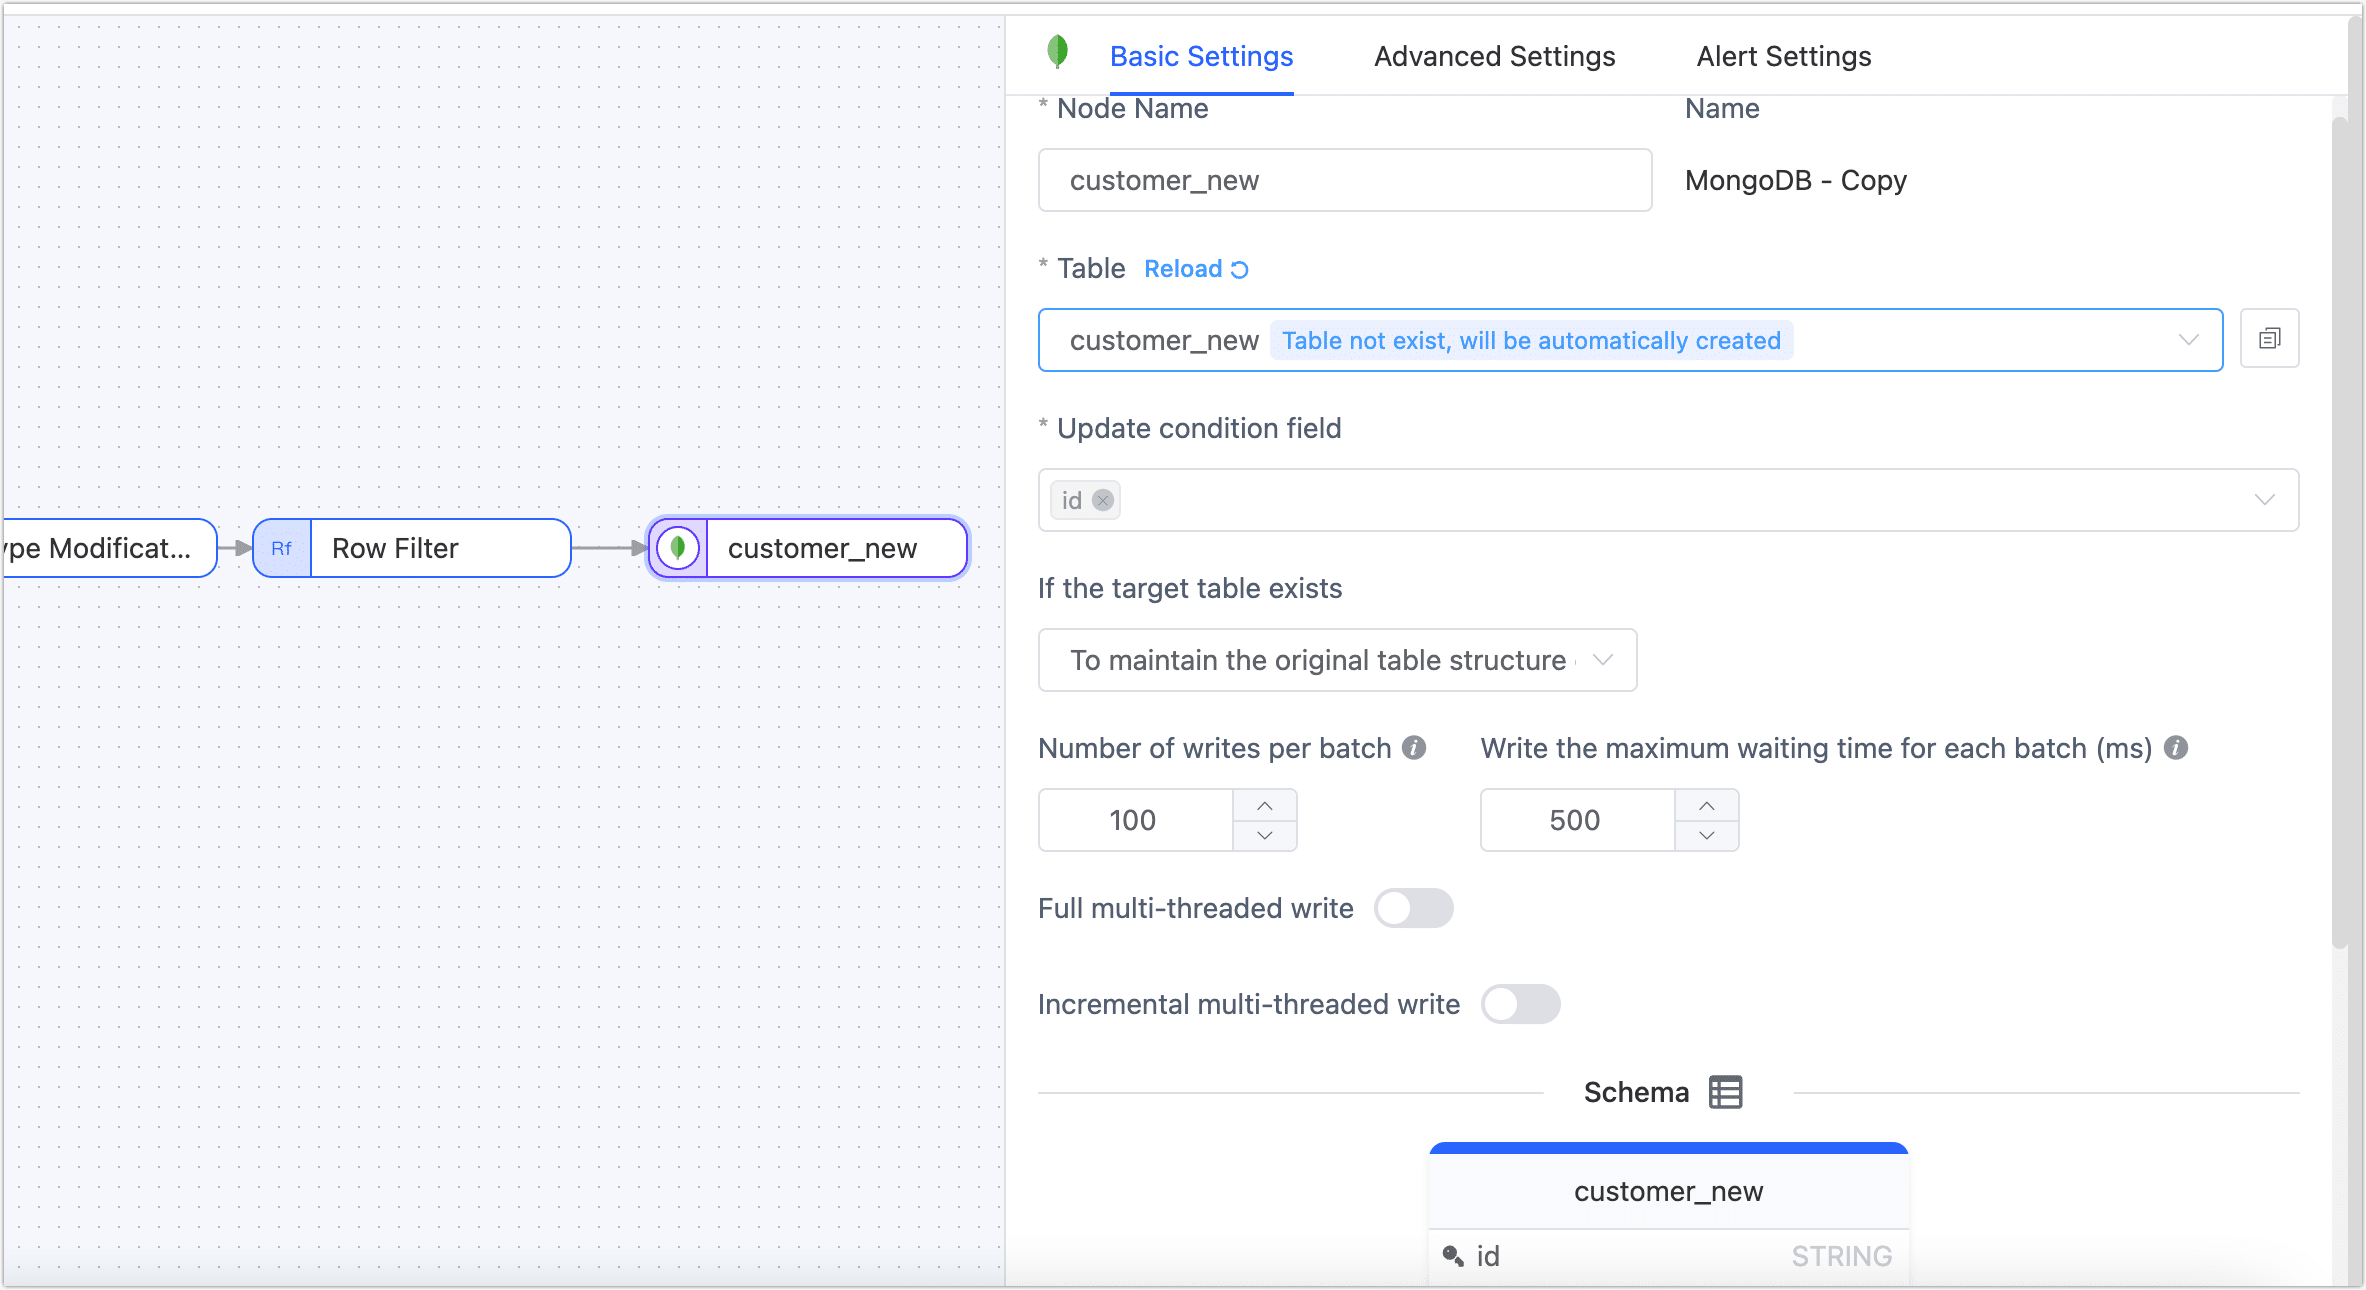 Basic Settings
Advanced Settings
Alert Settings
* Node Name
Name
customer_new
MongoDB - Copy
* Table Reload
customer_new Table not exist, will be automatically created
* Update condition field
id
If the target table exists
To maintain the original table structure
Number of writes per batch
Write the maximum waiting time for each batch (ms)
100
500
Full multi-threaded write
Incremental multi-threaded write
Schema
customer_new
id STRING
ype Modificat...
Rf Row Filter
customer_new